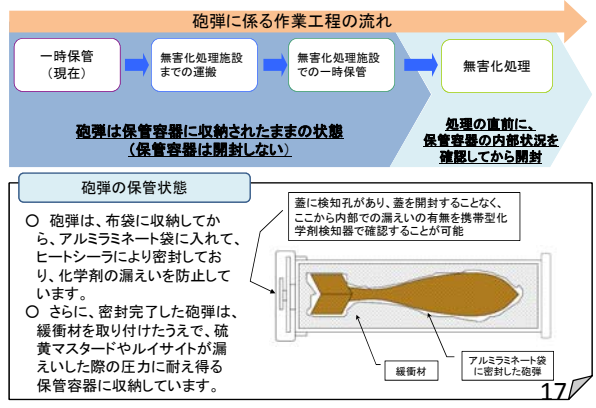 砲弾に係る作業工程の流れ
一時保管
（現在）
無害化処理施設
までの運搬
無害化処理施設
での一時保管
無害化処理
砲弾は保管容器に収納されたままの状態
（保管容器は開封しない）
処理の直前に、
保管容器の内部状況を
確認してから開封
砲弾の保管状態
○ 砲弾は、布袋に収納してか
ら、アルミラミネート袋に入れて、
ヒートシーラにより密封してお
り、化学剤の漏えいを防止して
います。
○ さらに、密封完了した砲弾は、
緩衝材を取り付けたうえで、硫
黄マスタードやルイサイトが漏
えいした際の圧力に耐え得る
保管容器に収納しています。
蓋に検知孔があり、蓋を開封することなく、
ここから内部での漏えいの有無を携帯型化
学剤検知器で確認することが可能
緩衝材
アルミラミネート袋
に密封した砲弾
17